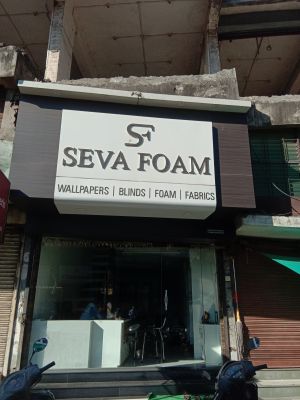 SF
SEVA FOAM
WALLPAPERS | BLINDS | FOAM | FABRICS